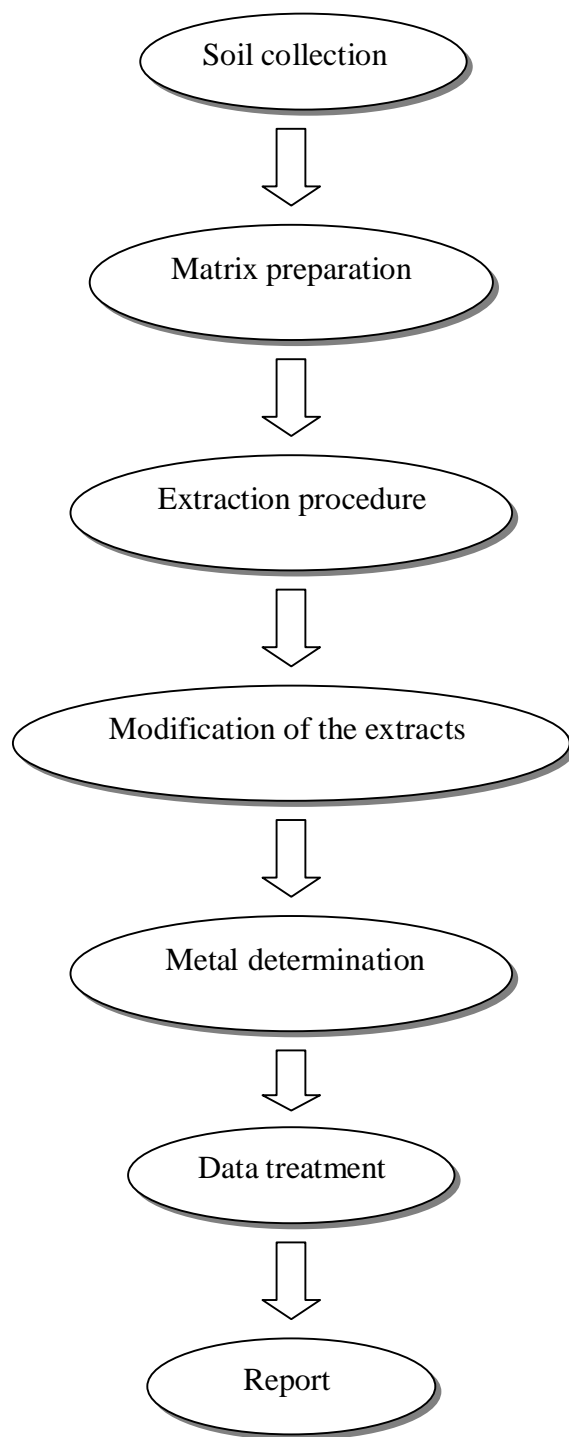 Soil collection
Matrix preparation
Extraction procedure
Modification of the extracts
Metal determination
Data treatment
Report